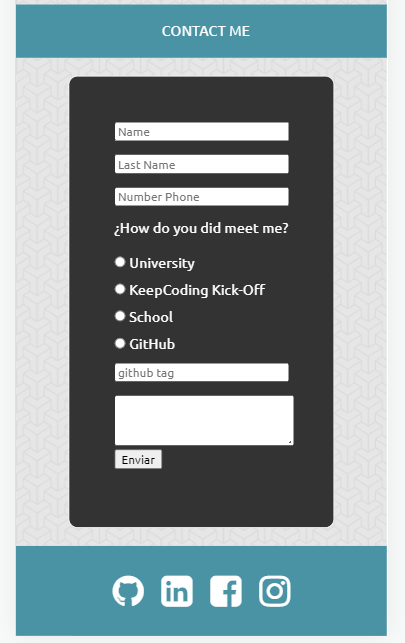 CONTACT ME
Name
Last Name
Number Phone
¿How do you did meet me?
University
KeepCoding Kick-Off
School
GitHub
github tag
Enviar